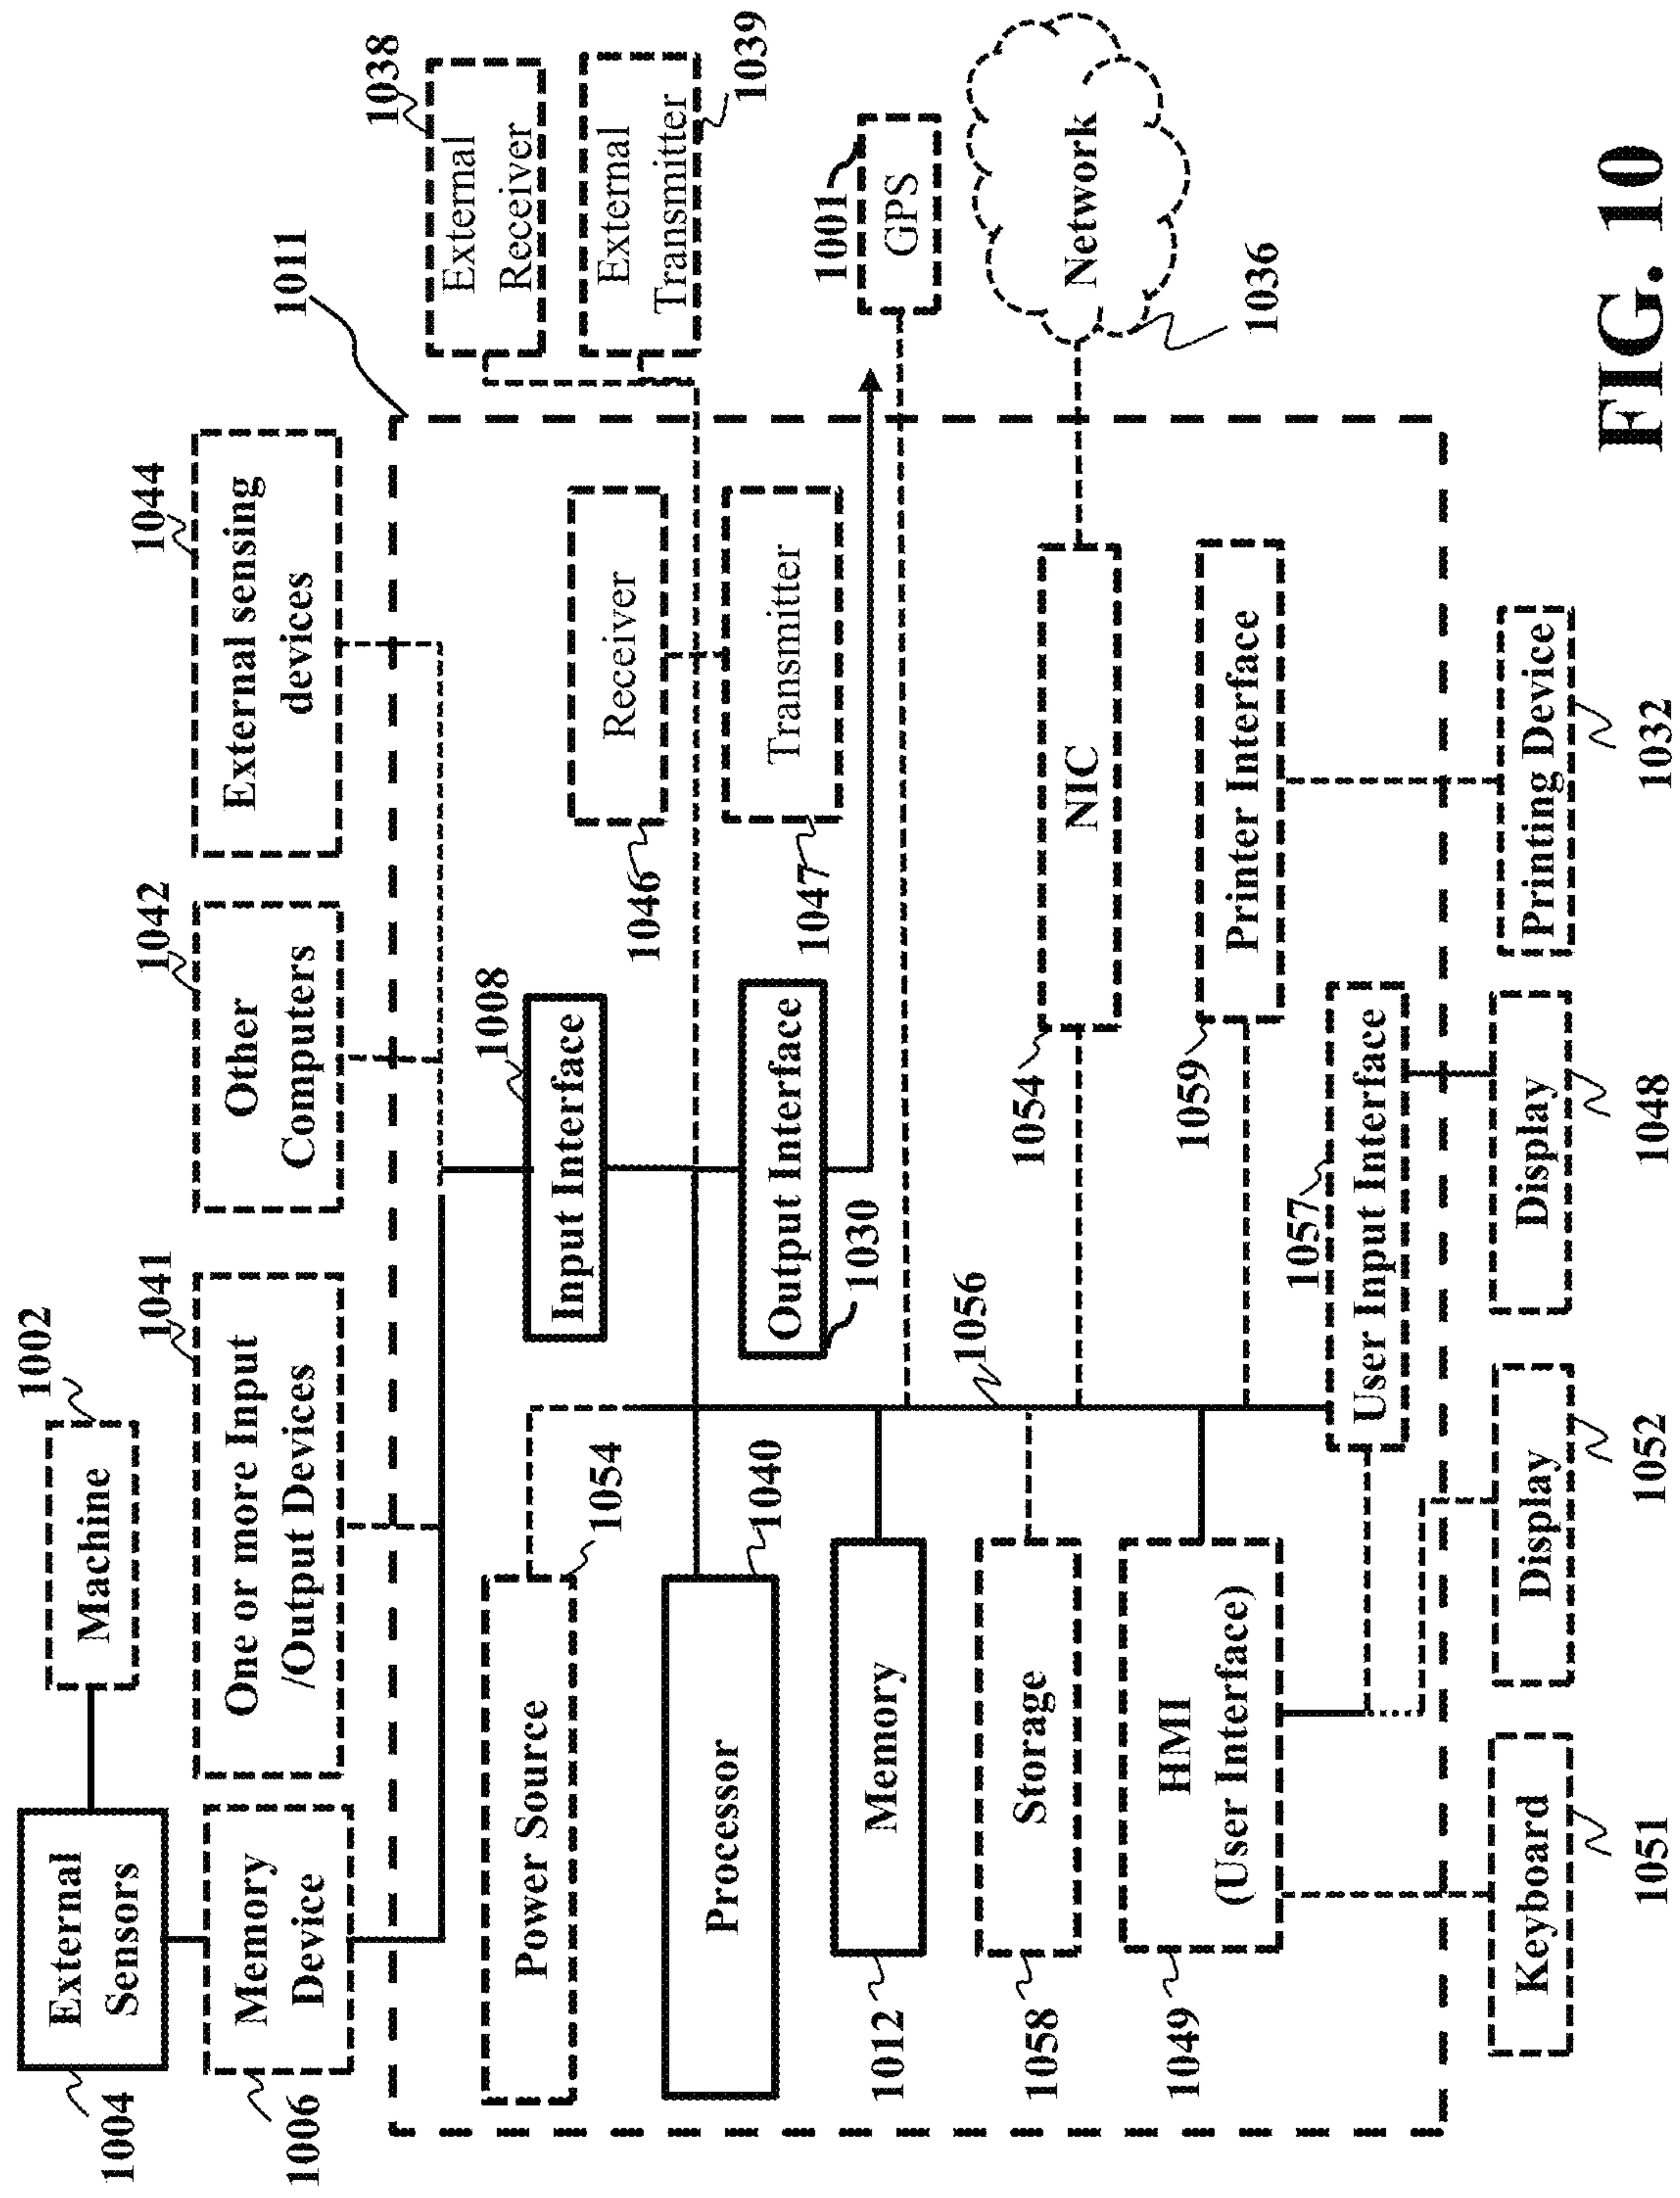 1002
Machine
External
Sensors
1004
1041
1042
1044
Memory
Device
1006
One or more Input
/Output Devices
Other
Computers
External sensing
devices
1011
1038
External
Receiver
External
Transmitter
1039
Power Source
1054
1008
Input Interface
Receiver
1046
Processor
1040
Output Interface
1030
Transmitter
1047
1001
GPS
Memory
1012
1056
Storage
1058
1054
NIC
Network
1036
HMI
(User Interface)
1049
1059
Printer Interface
1057
User Input Interface
Keyboard
1051
Display
1052
Display
1048
Printing Device
1032
FIG. 10